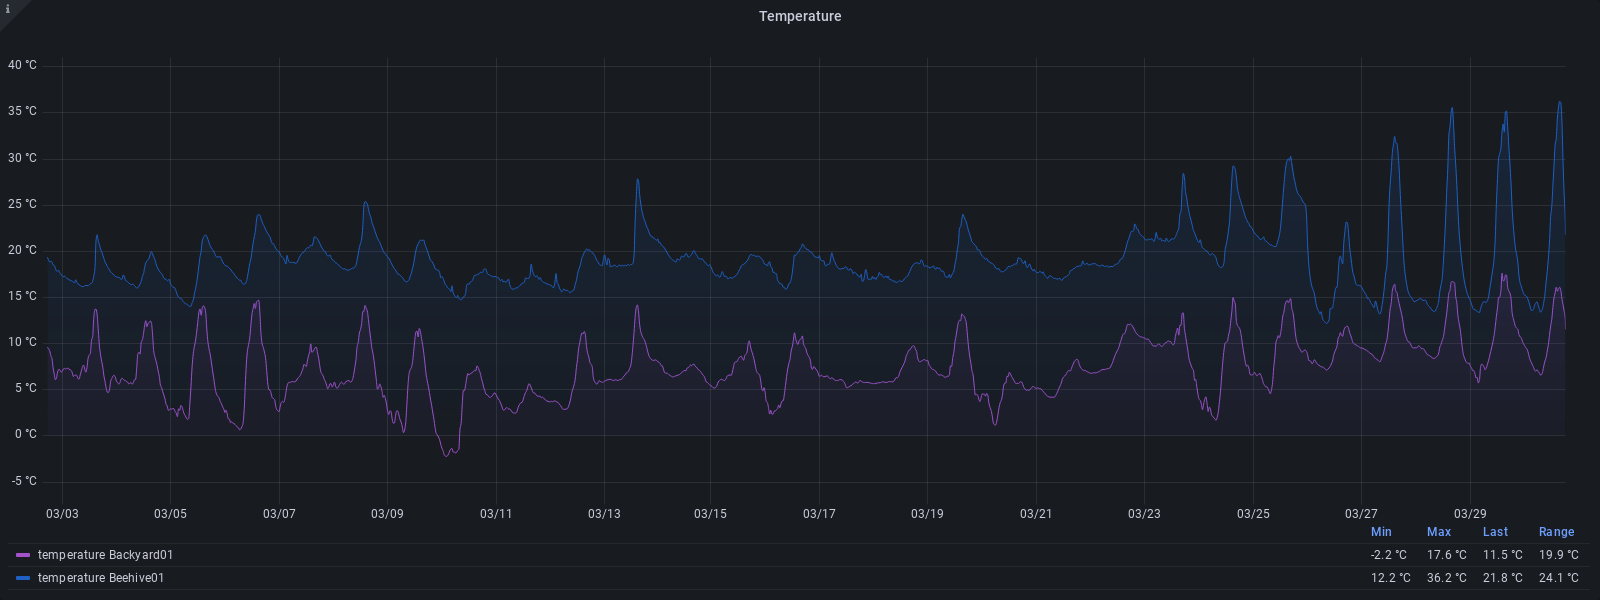 i
Temperature
40 °C
35 °C
30 °C
25 °C
20 °C
15 °C
10 °C
5 °C
0 °C
-5 °C
03/03 03/05 03/07 03/09 03/11 03/13 03/15 03/17 03/19 03/21 03/23 03/25 03/27 03/29
Min Max Last Range
temperature Backyard01 -2.2 °C 17.6 °C 11.5 °C 19.9 °C
temperature Beehive01 12.2 °C 36.2 °C 21.8 °C 24.1 °C